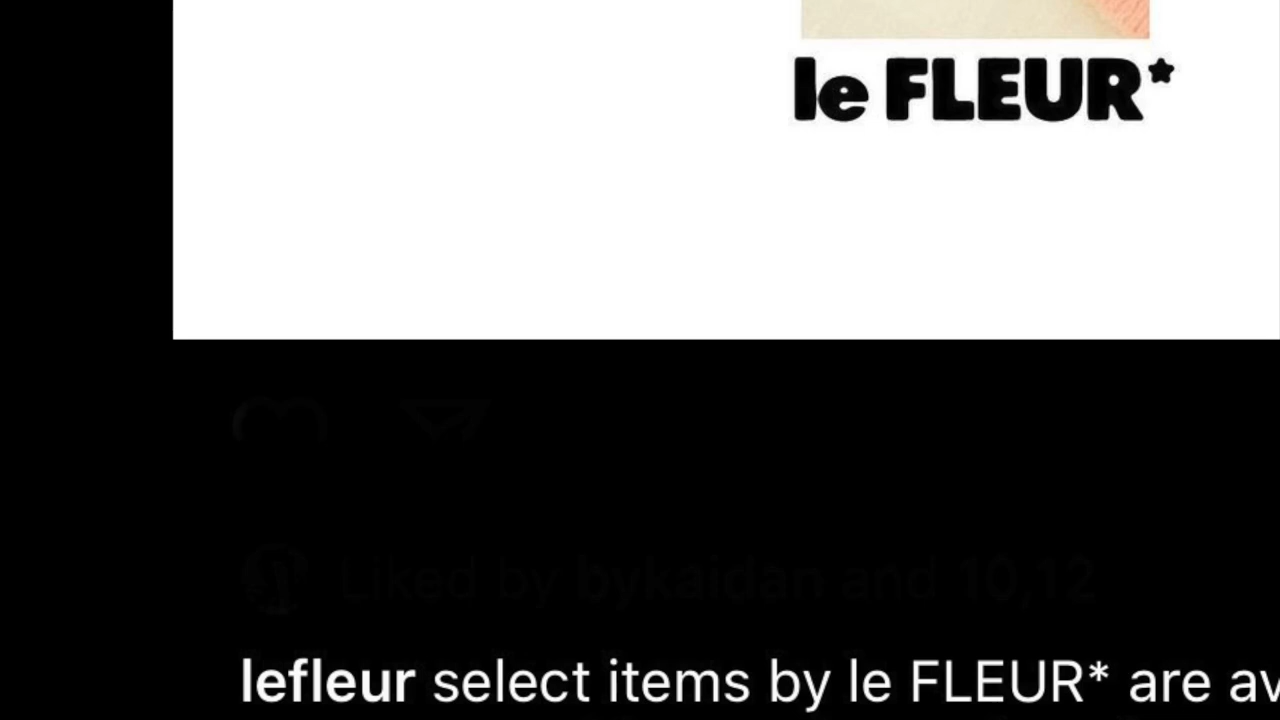 le FLEUR*
Liked by bykaidan and 10,12
lefleur select items by le FLEUR* are av